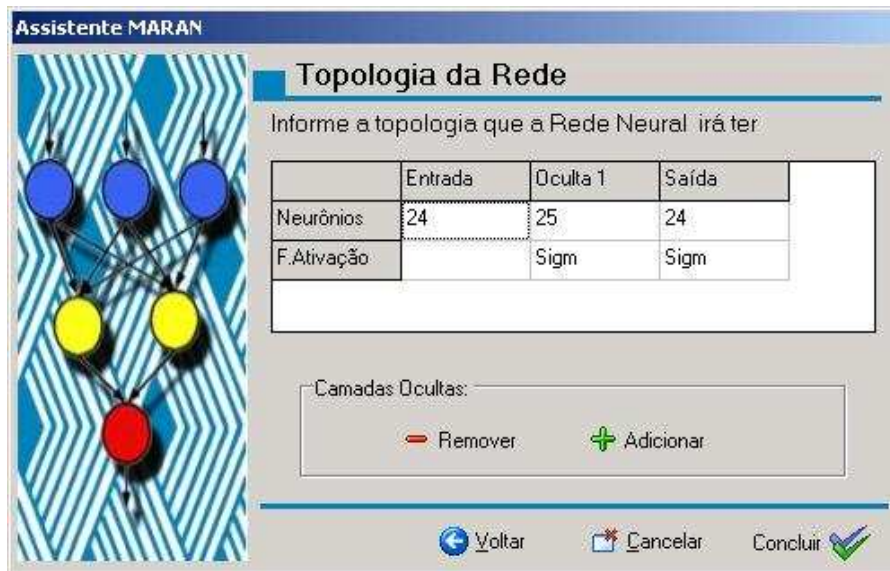 Assistente MARAN
Topologia da Rede
Informe a topologia que a Rede Neural irá ter
Entrada Oculta 1 Saída
Neurônios 24 25 24
F.Ativação Sigm Sigm
Camadas Ocultas:
Remover Adicionar
Voltar Cancelar Concluir